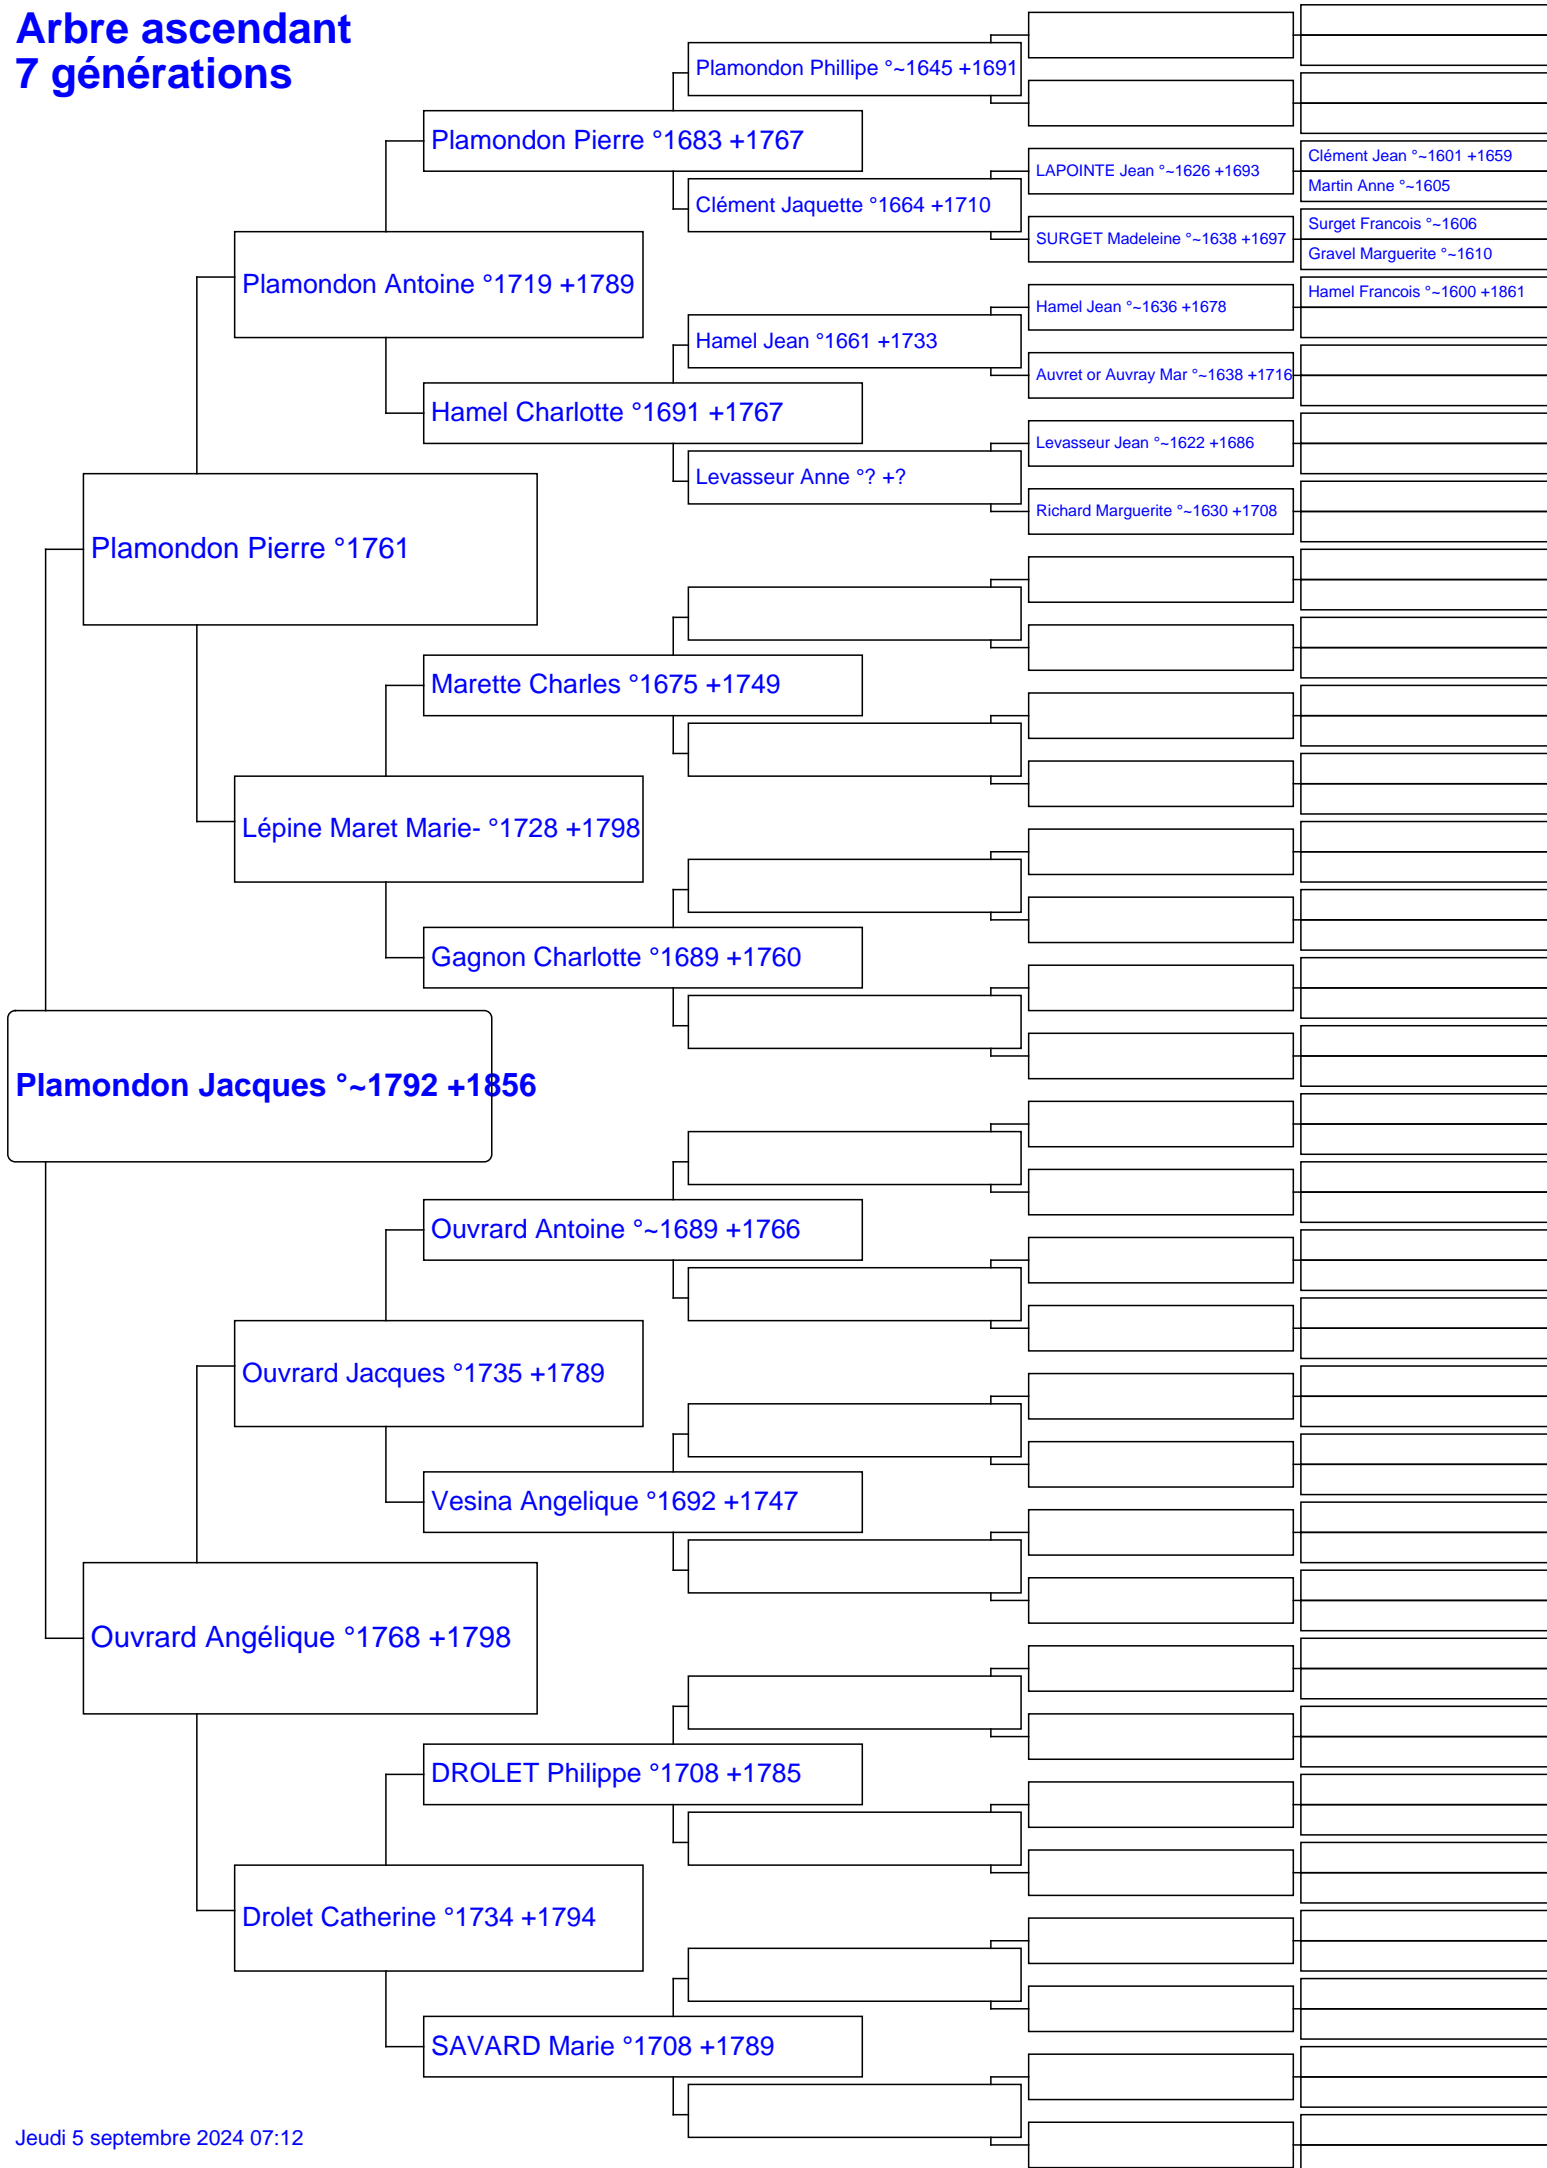 Arbre ascendant
7 générations
Plamondon Phillipe °~1645 +1691
Plamondon Pierre °1683 +1767
Clément Jean °~1601 +1659
LAPOINTE Jean °~1626 +1693
Martin Anne °~1605
Clément Jaquette °1664 +1710
Surget Francois °~1606
SURGET Madeleine °~1638 +1697
Gravel Marguerite °~1610
Plamondon Antoine °1719 +1789
Hamel Francois °~1600 +1861
Hamel Jean °~1636 +1678
Hamel Jean °1661 +1733
Auvret or Auvray Mar °~1638 +1716
Hamel Charlotte °1691 +1767
Levasseur Jean °~1622 +1686
Levasseur Anne °? +?
Richard Marguerite °~1630 +1708
Plamondon Pierre °1761
Marette Charles °1675 +1749
Lépine Maret Marie- °1728 +1798
Gagnon Charlotte °1689 +1760
Plamondon Jacques °~1792 +1856
Ouvrard Antoine °~1689 +1766
Ouvrard Jacques °1735 +1789
Vesina Angelique °1692 +1747
Ouvrard Angélique °1768 +1798
DROLET Philippe °1708 +1785
Drolet Catherine °1734 +1794
SAVARD Marie °1708 +1789
Jeudi 5 septembre 2024 07:12